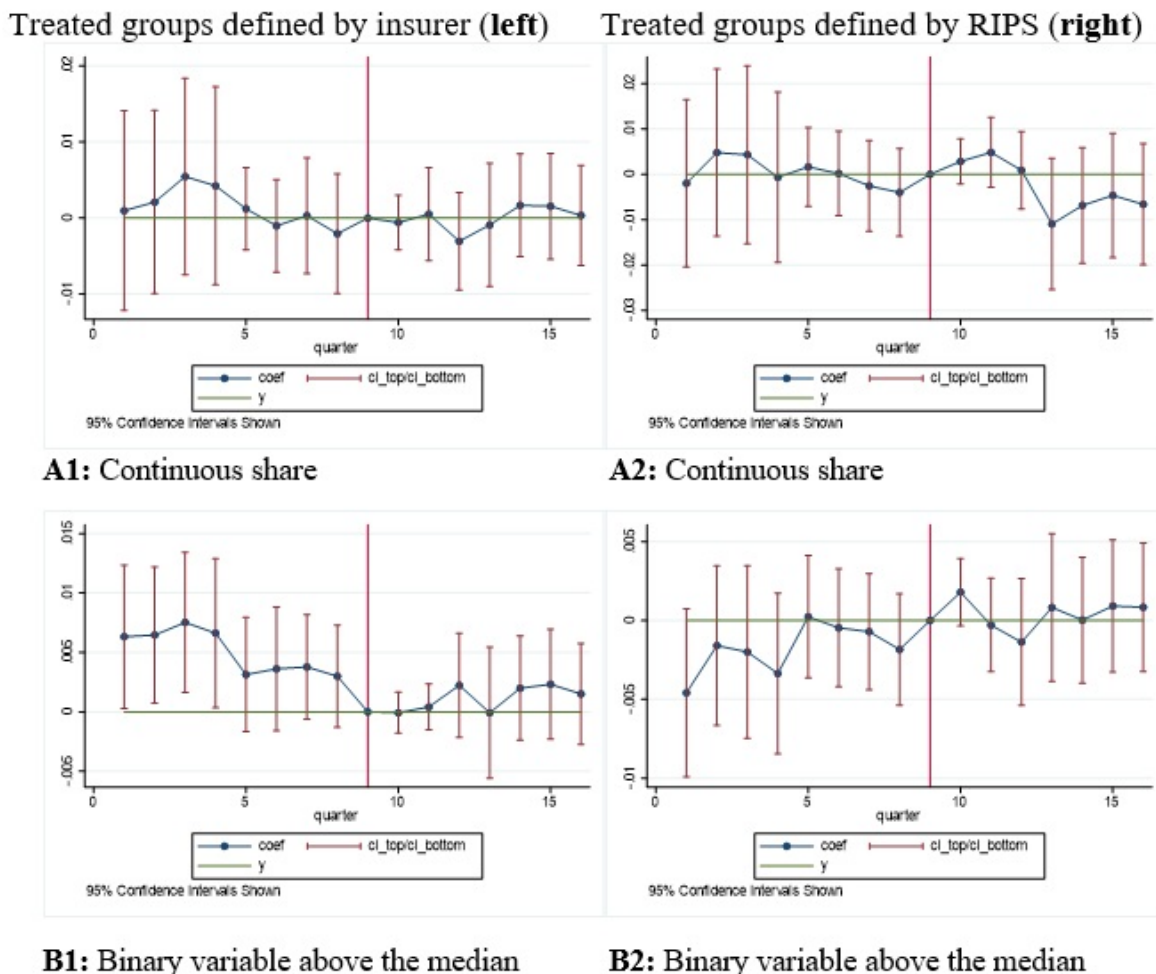 Treated groups defined by insurer (left)
Treated groups defined by RIPS (right)
.02
.01
0
-.01
0
5
10
15
quarter
coef
ci_top/ci_bottom
y
95% Confidence Intervals Shown
.02
.01
0
-.01
-.02
-.03
0
5
10
15
quarter
coef
ci_top/ci_bottom
y
95% Confidence Intervals Shown
A1: Continuous share
A2: Continuous share
.015
.01
.005
0
-.005
0
5
10
15
quarter
coef
ci_top/ci_bottom
y
95% Confidence Intervals Shown
.005
0
-.005
-.01
0
5
10
15
quarter
coef
ci_top/ci_bottom
y
95% Confidence Intervals Shown
B1: Binary variable above the median
B2: Binary variable above the median